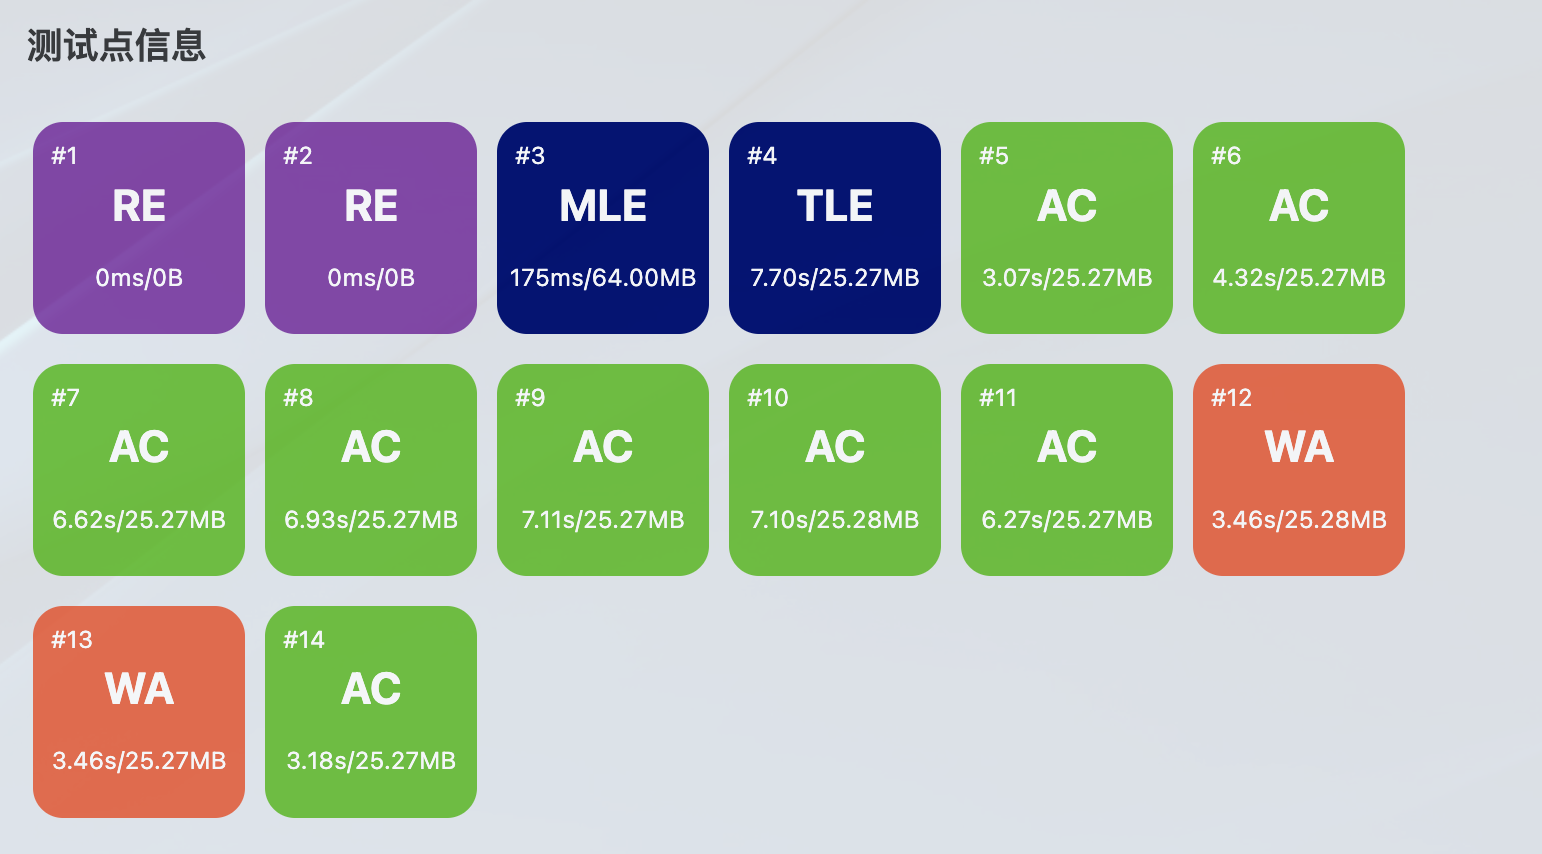 测试点信息
#1
RE
0ms/0B
#2
RE
0ms/0B
#3
MLE
175ms/64.00MB
#4
TLE
7.70s/25.27MB
#5
AC
3.07s/25.27MB
#6
AC
4.32s/25.27MB
#7
AC
6.62s/25.27MB
#8
AC
6.93s/25.27MB
#9
AC
7.11s/25.27MB
#10
AC
7.10s/25.28MB
#11
AC
6.27s/25.27MB
#12
WA
3.46s/25.28MB
#13
WA
3.46s/25.27MB
#14
AC
3.18s/25.27MB